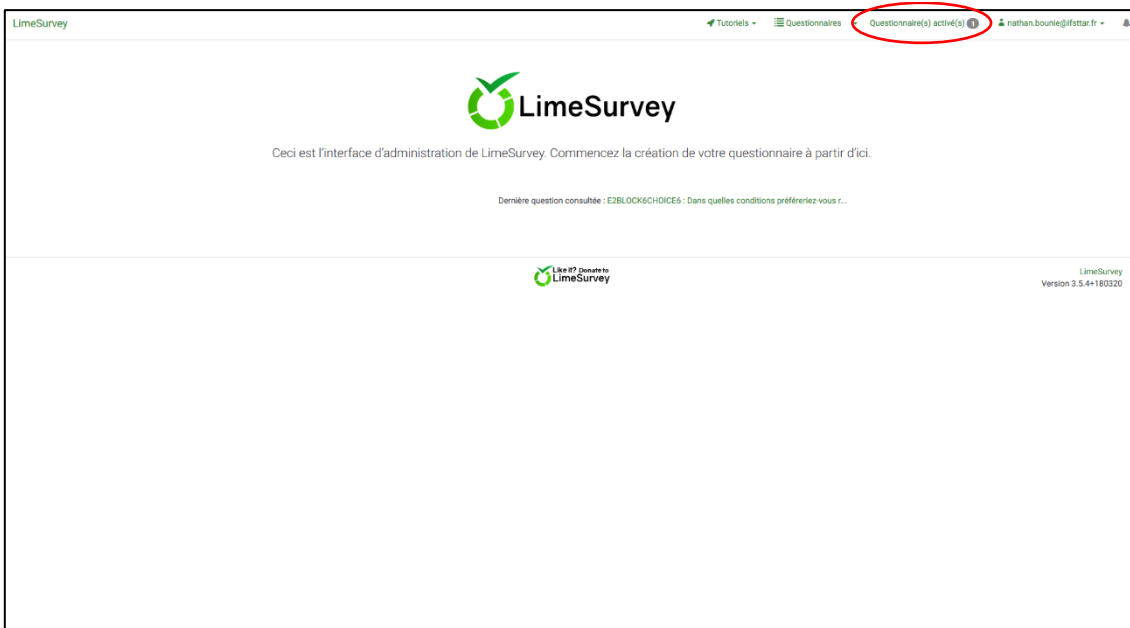 LimeSurvey
Tutoriels
Questionnaires
Questionnaire(s) activé(s) 1
nathan.bounie@ifsttar.fr
LimeSurvey
Ceci est l'interface d'administration de LimeSurvey. Commencez la création de votre questionnaire à partir d'ici.
Dernière question consultée : E2BLOCK6CHOICE6 : Dans quelles conditions préféreriez-vous r...
Like it? Donate to
LimeSurvey
LimeSurvey
Version 3.5.4+180320